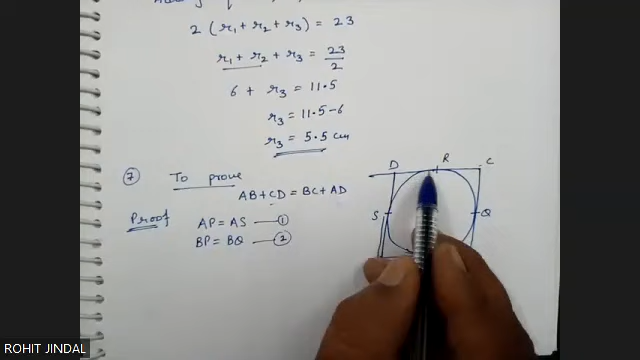 2 (r₁ + r₂ + r₃) = 23
r₁ + r₂ + r₃ = 23/2
6 + r₃ = 11.5
r₃ = 11.5 - 6
r₃ = 5.5 cm
⑦ To prove
AB + CD = BC + AD
Proof AP = AS — ①
BP = BQ — ②
D R C
S Q
ROHIT JINDAL